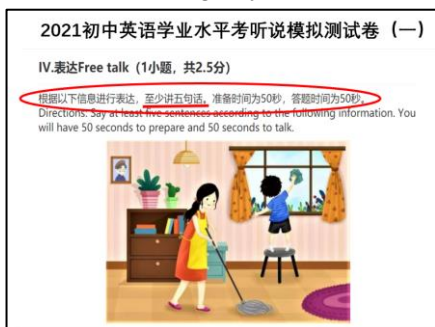 2021初中英语学业水平考听说模拟测试卷（一）
IV.表达Free talk（1小题，共2.5分）
根据以下信息进行表达，至少讲五句话，准备时间为50秒，答题时间为50秒。
Directions: Say at least five sentences according to the following information. You
will have 50 seconds to prepare and 50 seconds to talk.